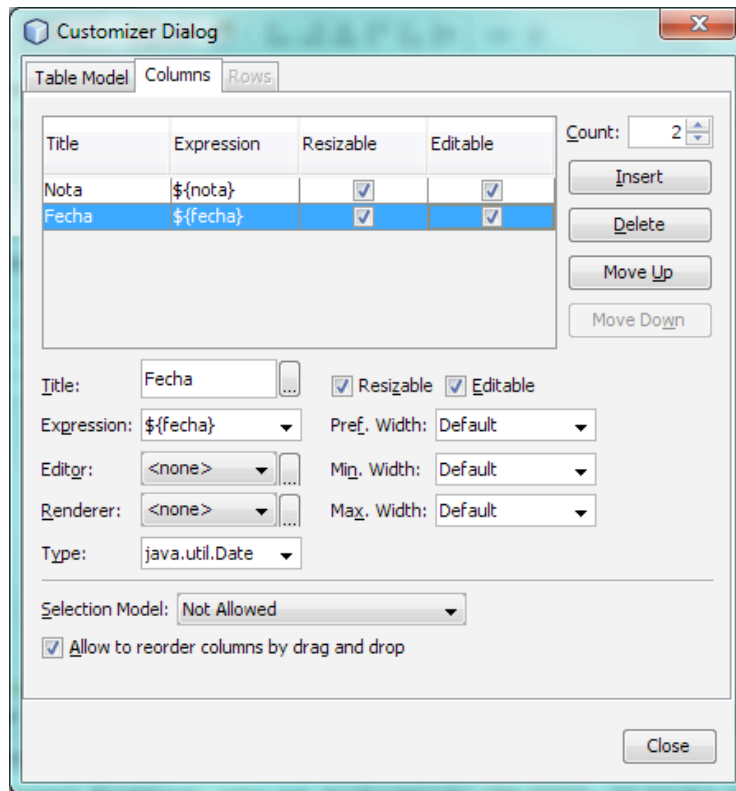 Customizer Dialog
Table Model Columns Rows
Title Expression Resizable Editable
Nota ${nota}
Fecha ${fecha}
Count: 2
Insert
Delete
Move Up
Move Down
Title: Fecha ... Resizable Editable
Expression: ${fecha} Pref. Width: Default
Editor: <none> ... Min. Width: Default
Renderer: <none> ... Max. Width: Default
Type: java.util.Date
Selection Model: Not Allowed
Allow to reorder columns by drag and drop
Close